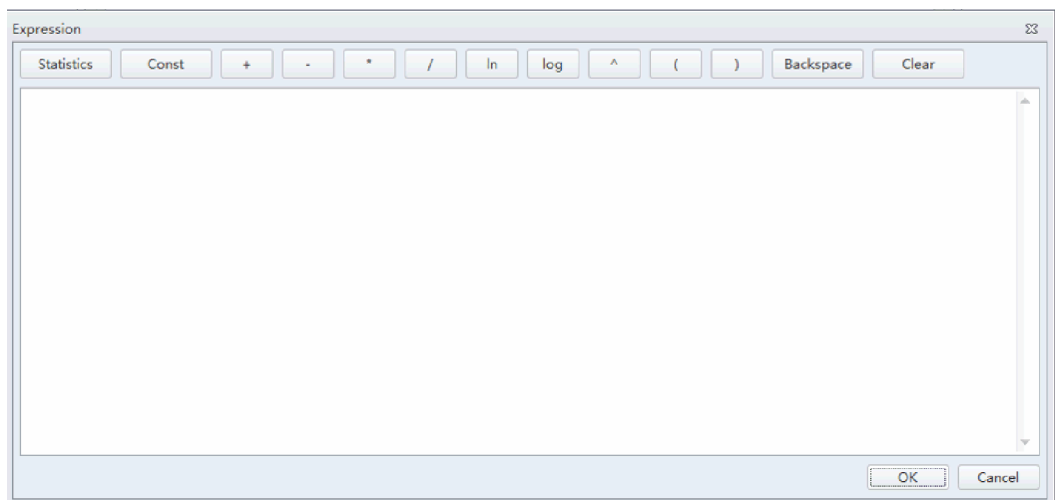 Expression
Statistics Const + - * / ln log ^ ( ) Backspace Clear
OK Cancel